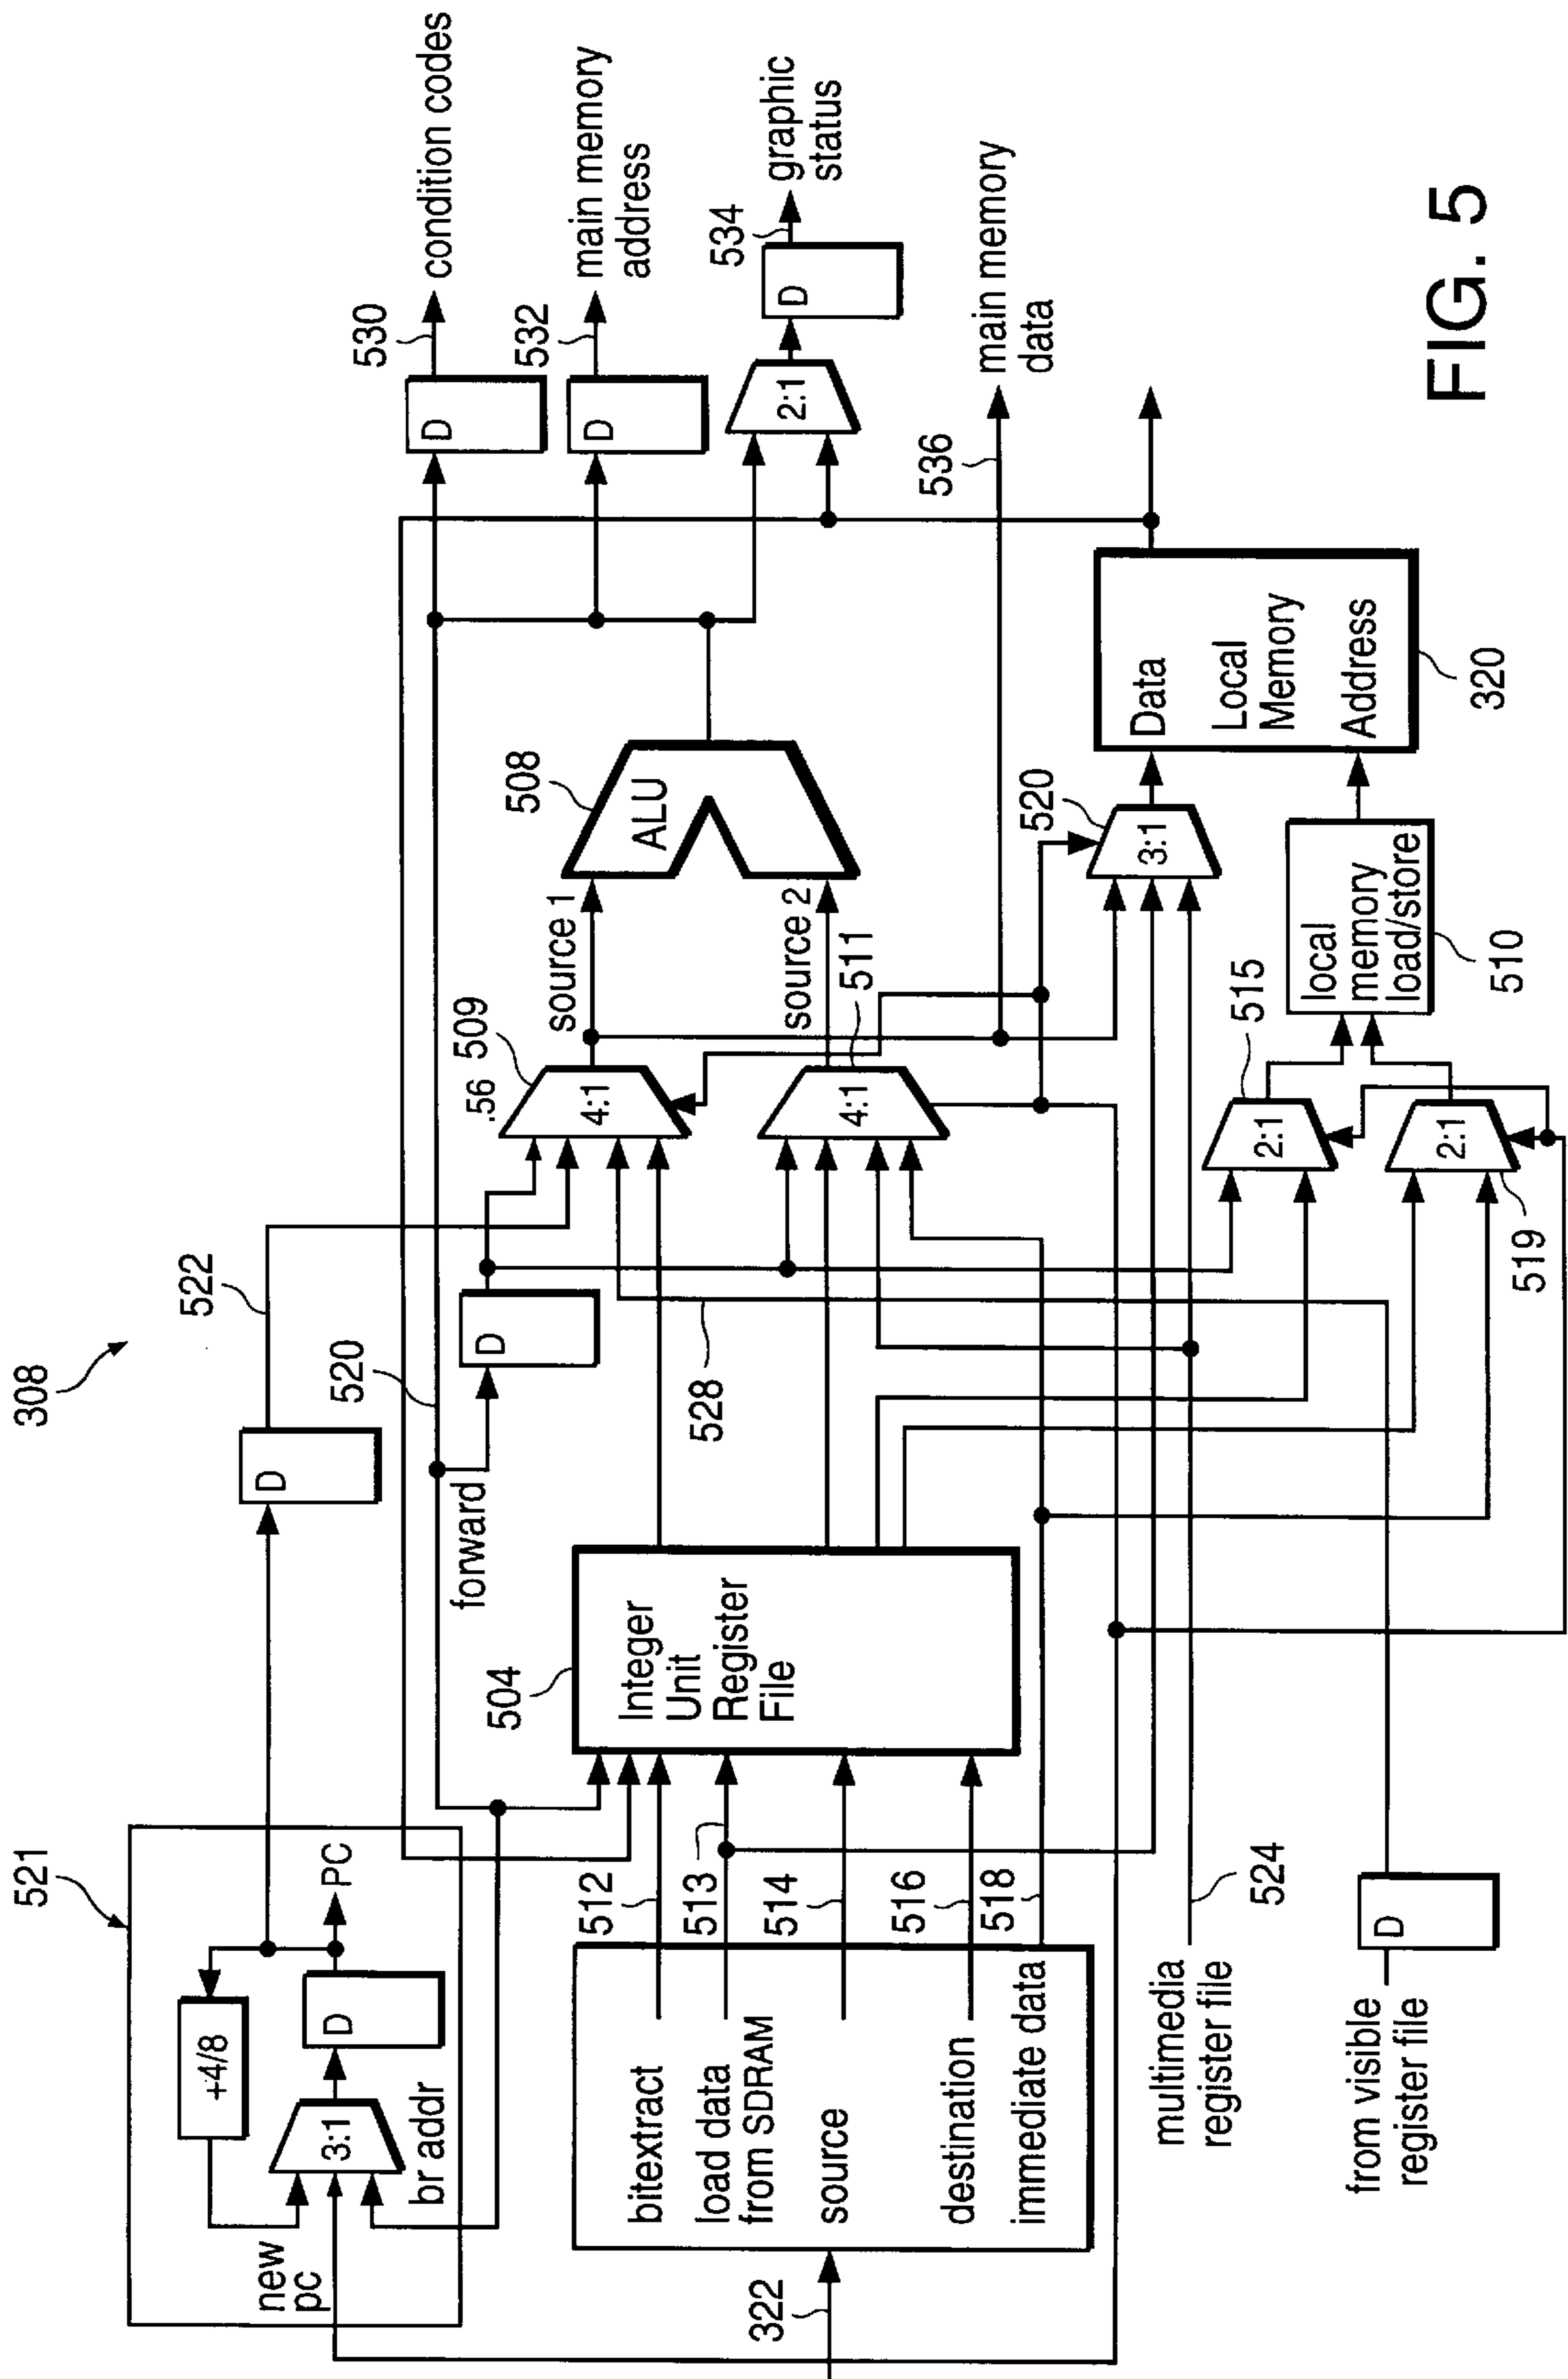 308
521
new
pc
+4/8
3:1
br addr
D
PC
D
522
520
forward
D
322
bitextract
load data
from SDRAM
source
destination
immediate data
512
513
514
516
518
504
Integer
Unit
Register
File
528
.56
509
4:1
source 1
4:1
511
source 2
508
ALU
D
530
condition codes
D
532
main memory
address
2:1
D
534
graphic
status
536
main memory
data
multimedia
register file
524
from visible
register file
D
2:1
515
2:1
519
520
3:1
local
memory
load/store
510
Data
Local
Memory
Address
320
FIG. 5